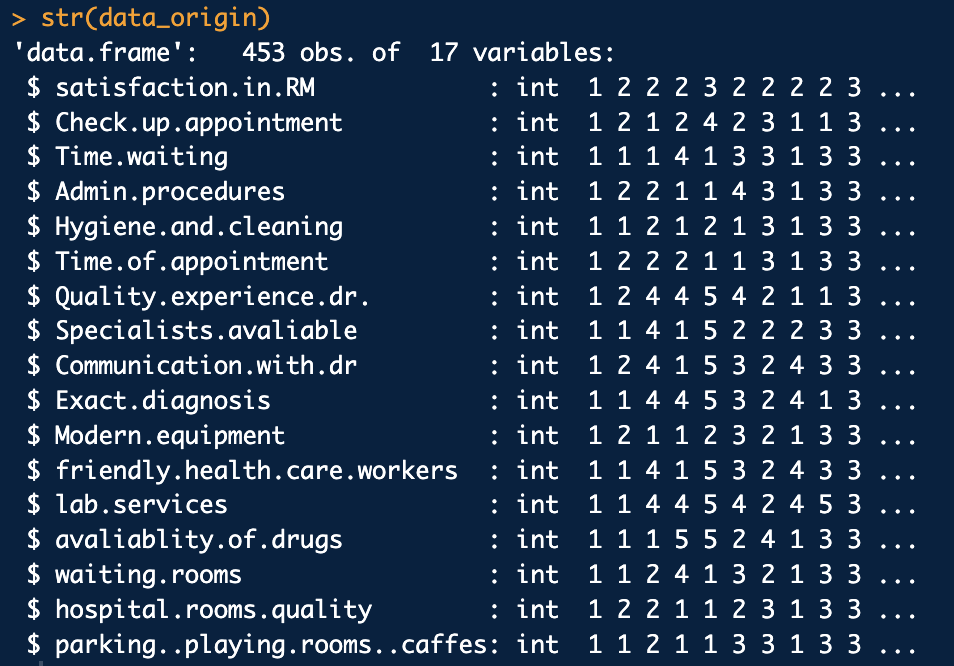 > str(data_origin)
'data.frame':   453 obs. of  17 variables:
 $ satisfaction.in.RM            : int  1 2 2 2 3 2 2 2 2 3 ...
 $ Check.up.appointment          : int  1 2 1 2 4 2 3 1 1 3 ...
 $ Time.waiting                  : int  1 1 1 4 1 3 3 1 3 3 ...
 $ Admin.procedures              : int  1 2 2 1 1 4 3 1 3 3 ...
 $ Hygiene.and.cleaning          : int  1 1 2 1 2 1 3 1 3 3 ...
 $ Time.of.appointment           : int  1 2 2 2 1 1 3 1 3 3 ...
 $ Quality.experience.dr.        : int  1 2 4 4 5 4 2 1 1 3 ...
 $ Specialists.avaliable         : int  1 1 4 1 5 2 2 2 3 3 ...
 $ Communication.with.dr         : int  1 2 4 1 5 3 2 4 3 3 ...
 $ Exact.diagnosis               : int  1 1 4 4 5 3 2 4 1 3 ...
 $ Modern.equipment              : int  1 2 1 1 2 3 2 1 3 3 ...
 $ friendly.health.care.workers  : int  1 1 4 1 5 3 2 4 3 3 ...
 $ lab.services                  : int  1 1 4 4 5 4 2 4 5 3 ...
 $ avaliablity.of.drugs          : int  1 1 1 5 5 2 4 1 3 3 ...
 $ waiting.rooms                 : int  1 1 2 4 1 3 2 1 3 3 ...
 $ hospital.rooms.quality        : int  1 2 2 1 1 2 3 1 3 3 ...
 $ parking..playing.rooms..caffes: int  1 1 2 1 1 3 3 1 3 3 ...